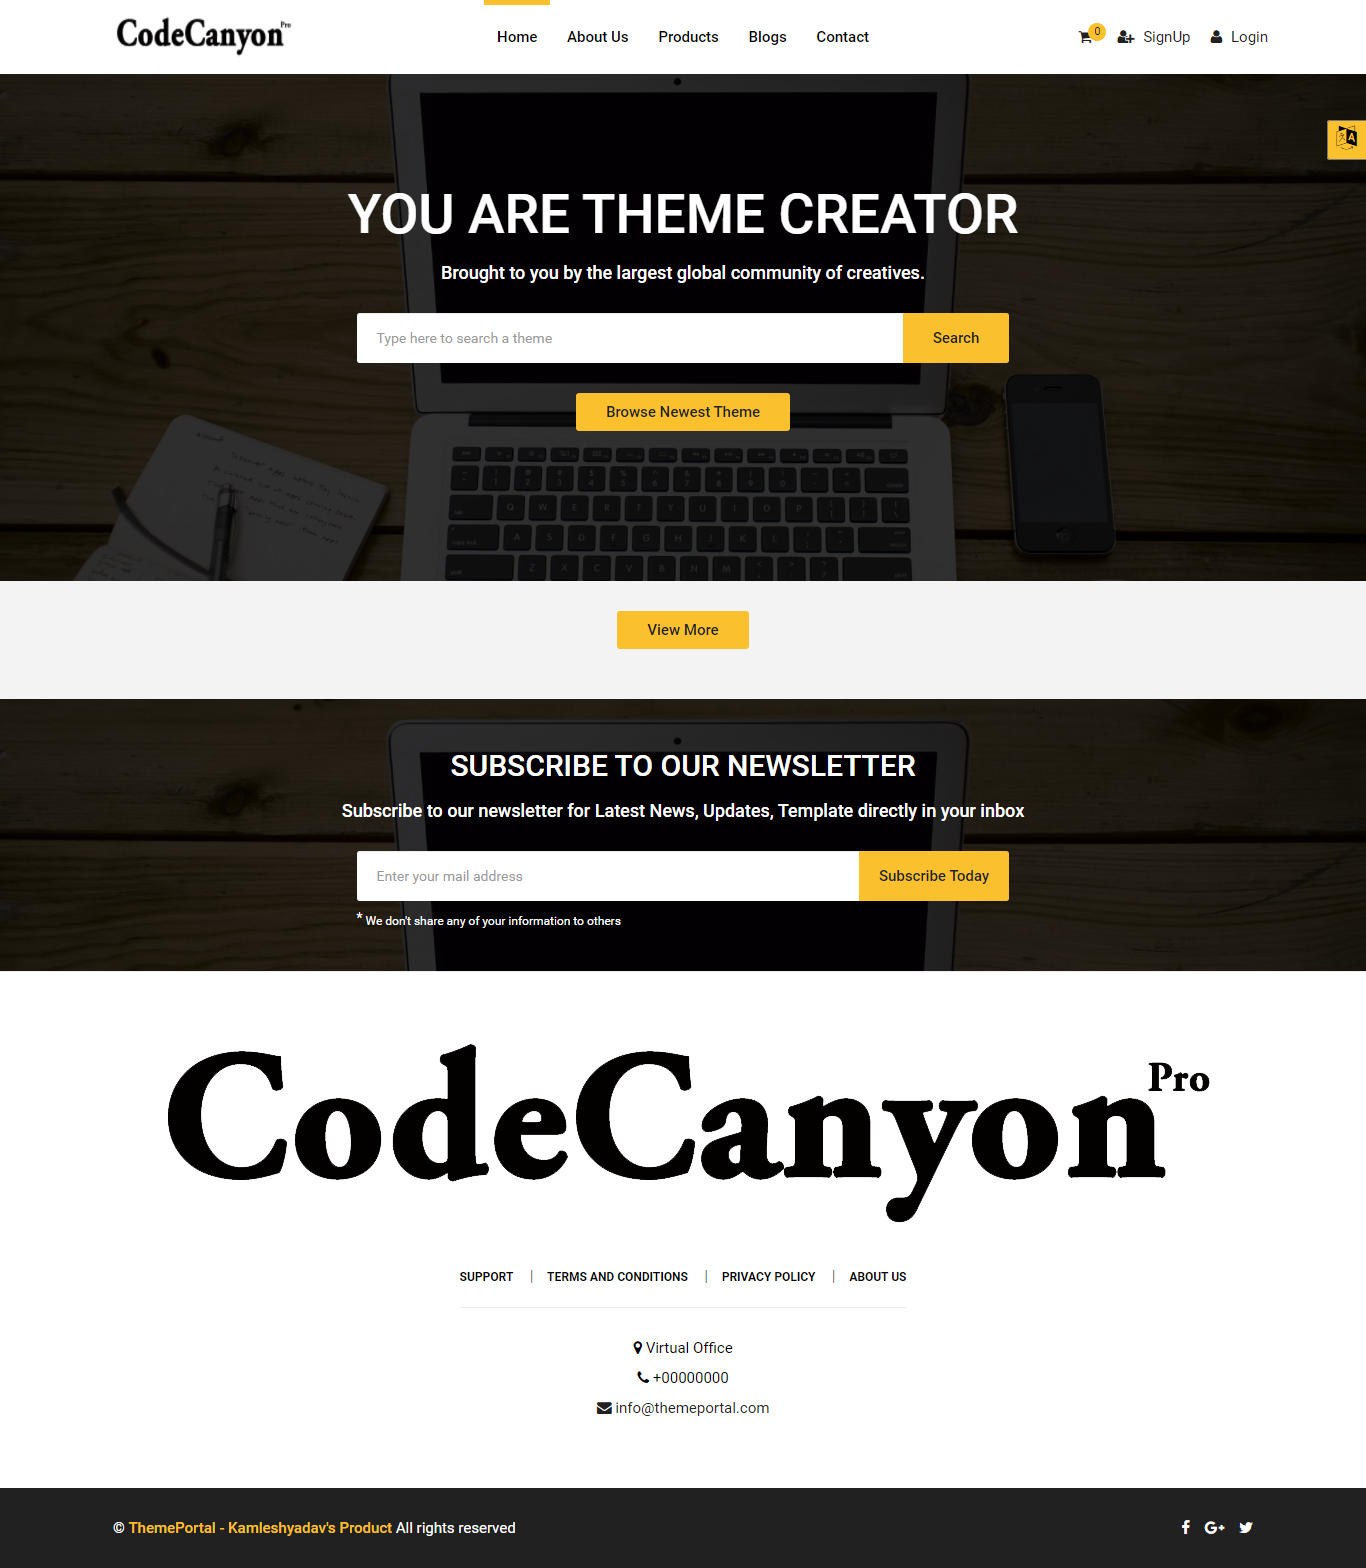 CodeCanyon Pro
Home About Us Products Blogs Contact
0 SignUp Login
YOU ARE THEME CREATOR
Brought to you by the largest global community of creatives.
Type here to search a theme Search
Browse Newest Theme
View More
SUBSCRIBE TO OUR NEWSLETTER
Subscribe to our newsletter for Latest News, Updates, Template directly in your inbox
Enter your mail address Subscribe Today
* We don't share any of your information to others
CodeCanyon Pro
SUPPORT | TERMS AND CONDITIONS | PRIVACY POLICY | ABOUT US
Virtual Office
+00000000
info@themeportal.com
© ThemePortal - Kamleshyadav's Product All rights reserved